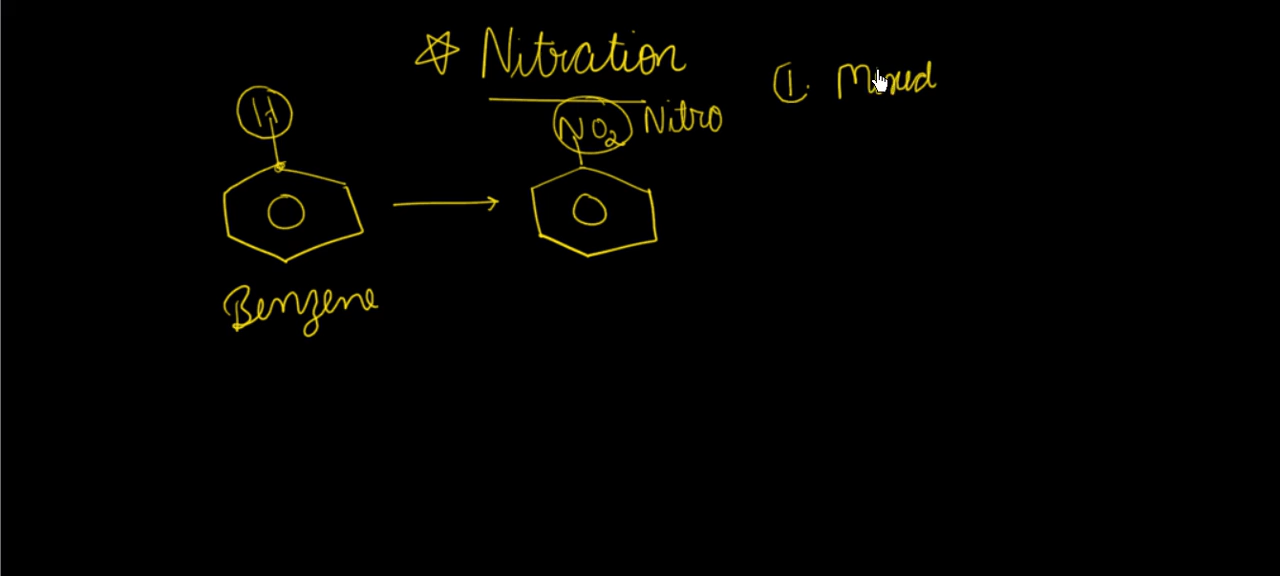 ☆ Nitration
① . Mixed
H
NO₂ Nitro
Benzene